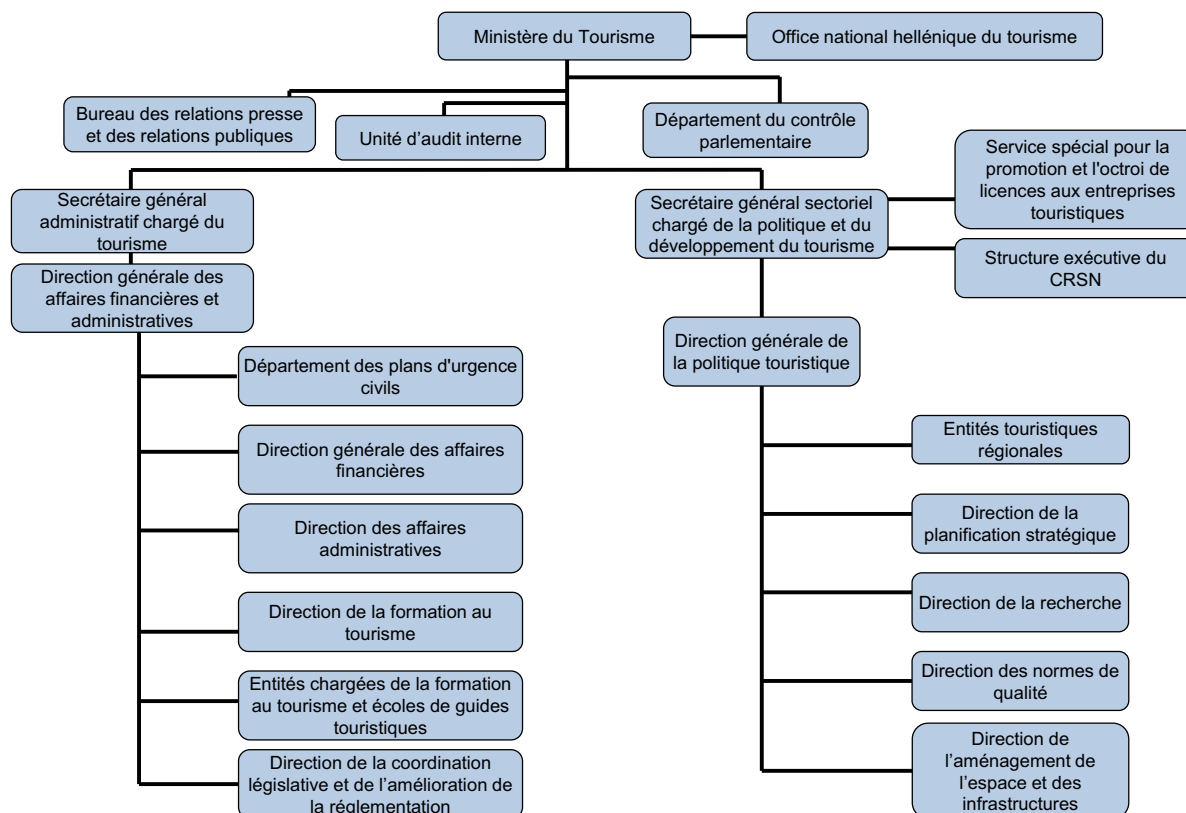 Ministère du Tourisme
Office national hellénique du tourisme
Bureau des relations presse
et des relations publiques
Unité d'audit interne
Département du contrôle
parlementaire
Service spécial pour la
promotion et l'octroi de
licences aux entreprises
touristiques
Secrétaire général
administratif chargé du
tourisme
Secrétaire général sectoriel
chargé de la politique et du
développement du tourisme
Structure exécutive du
CRSN
Direction générale des
affaires financières et
administratives
Direction générale de
la politique touristique
Département des plans d'urgence
civils
Direction générale des affaires
financières
Direction des affaires
administratives
Direction de la formation au
tourisme
Entités chargées de la formation
au tourisme et écoles de guides
touristiques
Direction de la coordination
législative et de l'amélioration de
la réglementation
Entités touristiques
régionales
Direction de la
planification stratégique
Direction de la recherche
Direction des normes de
qualité
Direction de
l'aménagement de
l'espace et des
infrastructures